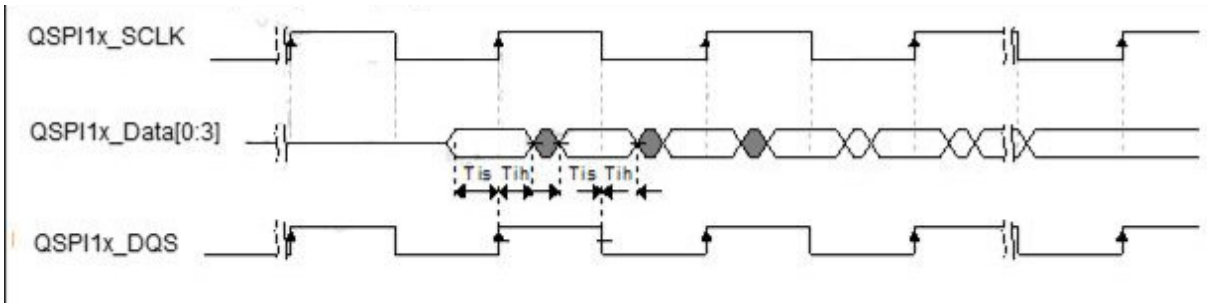 QSPI1x_SCLK
QSPI1x_Data[0:3]
Tis Tih Tis Tih
QSPI1x_DQS